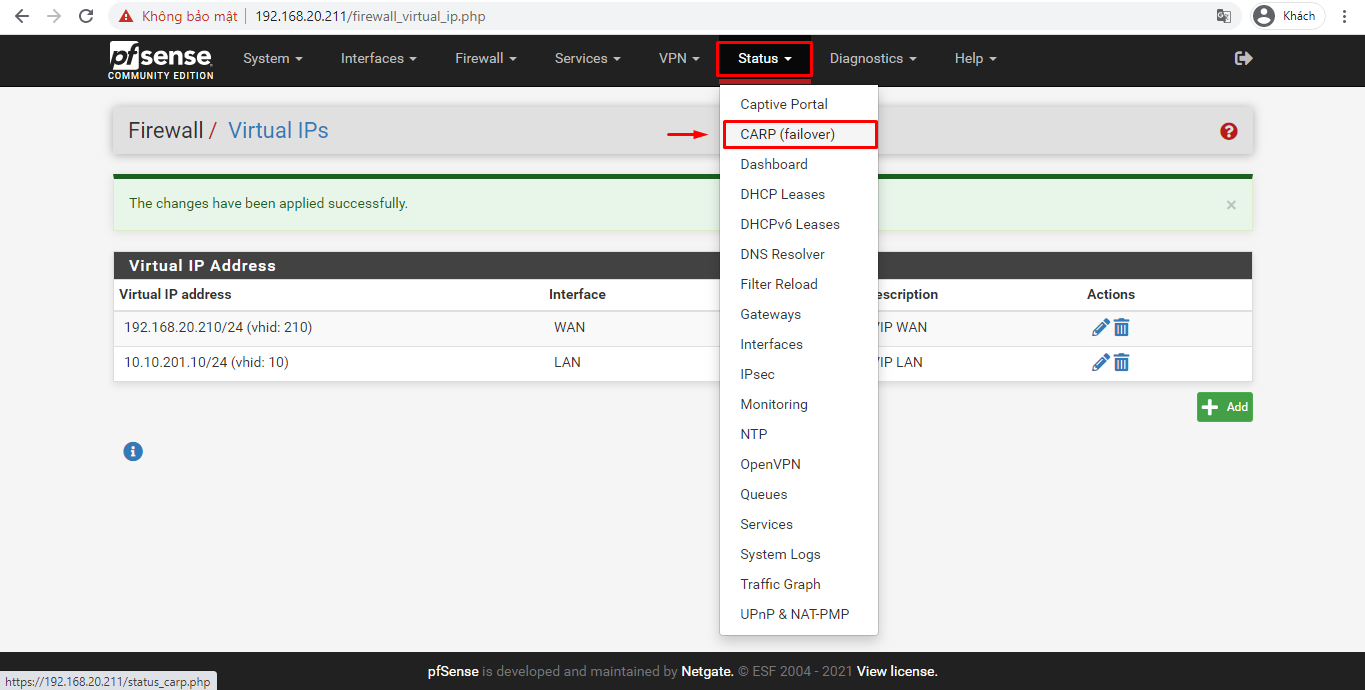 Không bảo mật 192.168.20.211/firewall_virtual_ip.php Khách
pfsense
COMMUNITY EDITION
System Interfaces Firewall Services VPN Status Diagnostics Help
Captive Portal
Firewall / Virtual IPs
CARP (failover)
Dashboard
DHCP Leases
The changes have been applied successfully. ×
DHCPv6 Leases
DNS Resolver
Virtual IP Address
Filter Reload
Virtual IP address Interface escription Actions
Gateways
192.168.20.210/24 (vhid: 210) WAN VIP WAN
Interfaces
10.10.201.10/24 (vhid: 10) LAN VIP LAN
IPsec
Monitoring
Add
NTP
OpenVPN
Queues
Services
System Logs
Traffic Graph
UPnP & NAT-PMP
pfSense is developed and maintained by Netgate. © ESF 2004 - 2021 View license.
https://192.168.20.211/status_carp.php